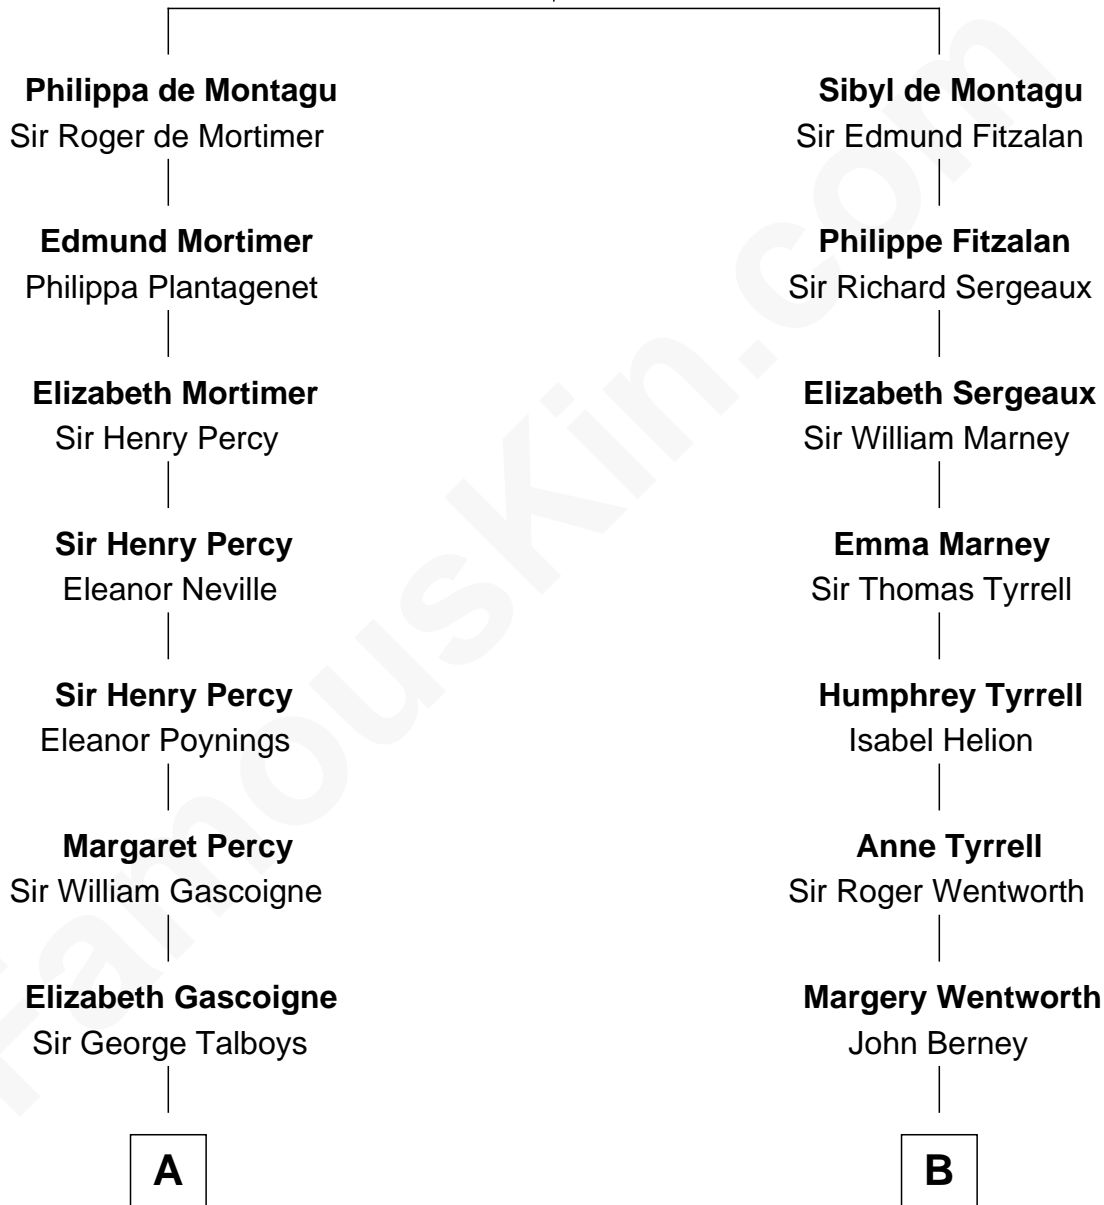 Philippa de Montagu
Sir Roger de Mortimer
Edmund Mortimer
Philippa Plantagenet
Elizabeth Mortimer
Sir Henry Percy
Sir Henry Percy
Eleanor Neville
Sir Henry Percy
Eleanor Poynings
Margaret Percy
Sir William Gascoigne
Elizabeth Gascoigne
Sir George Talboys
A
Sibyl de Montagu
Sir Edmund Fitzalan
Philippe Fitzalan
Sir Richard Sergeaux
Elizabeth Sergeaux
Sir William Marney
Emma Marney
Sir Thomas Tyrrell
Humphrey Tyrrell
Isabel Helion
Anne Tyrrell
Sir Roger Wentworth
Margery Wentworth
John Berney
B
FamousKin.com